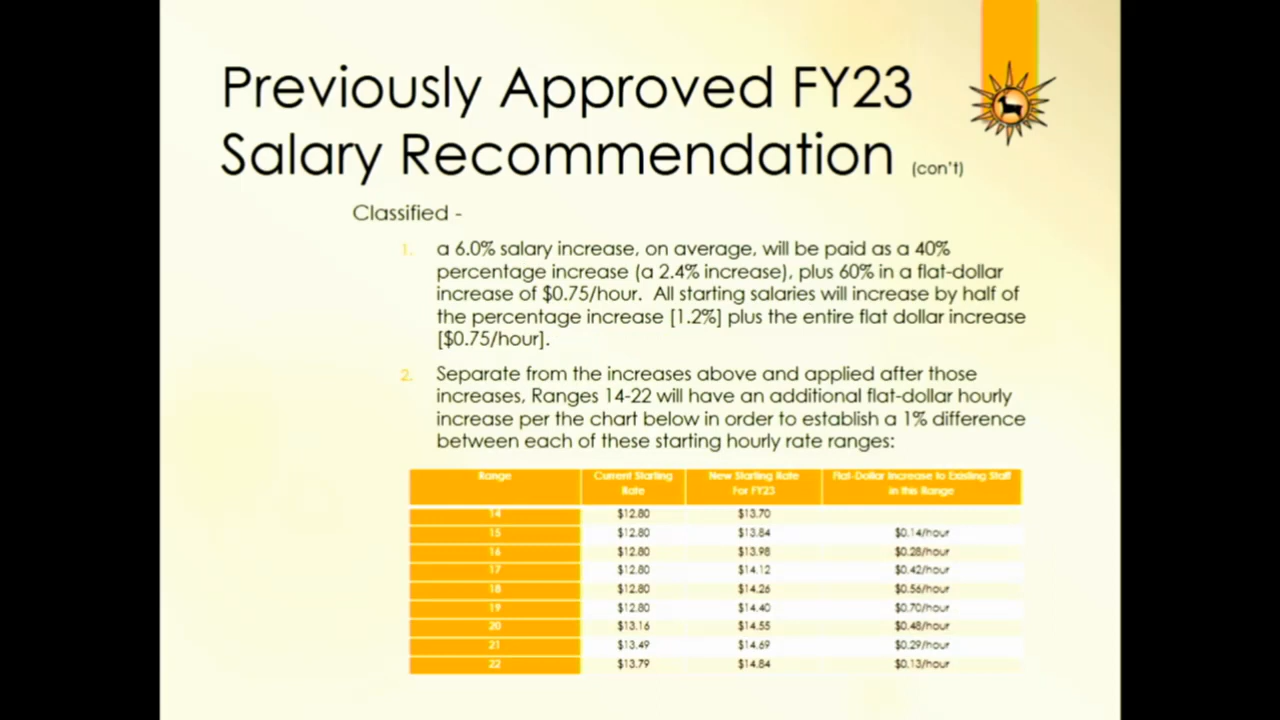 Previously Approved FY23
Salary Recommendation (con't)
Classified -
1. a 6.0% salary increase, on average, will be paid as a 40%
percentage increase (a 2.4% increase), plus 60% in a flat-dollar
increase of $0.75/hour. All starting salaries will increase by half of
the percentage increase [1.2%] plus the entire flat dollar increase
[$0.75/hour].
2. Separate from the increases above and applied after those
increases, Ranges 14-22 will have an additional flat-dollar hourly
increase per the chart below in order to establish a 1% difference
between each of these starting hourly rate ranges:
Range Current Starting Rate New Starting Rate For FY23 Flat-Dollar Increase to Existing Staff in this Range
14 $12.80 $13.70
15 $12.80 $13.84 $0.14/hour
16 $12.80 $13.98 $0.28/hour
17 $12.80 $14.12 $0.42/hour
18 $12.80 $14.26 $0.56/hour
19 $12.80 $14.40 $0.70/hour
20 $13.16 $14.55 $0.48/hour
21 $13.49 $14.69 $0.29/hour
22 $13.79 $14.84 $0.13/hour